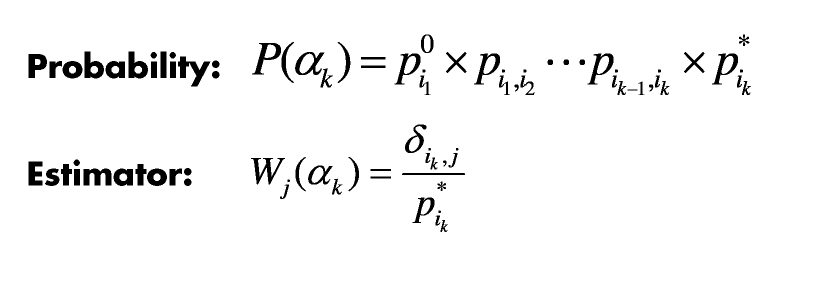 Probability: P(α_k) = p^0_{i_1} × p_{i_1,i_2} ⋯ p_{i_{k−1},i_k} × p^*_{i_k}
Estimator: W_j(α_k) = δ_{i_k,j} / p^*_{i_k}